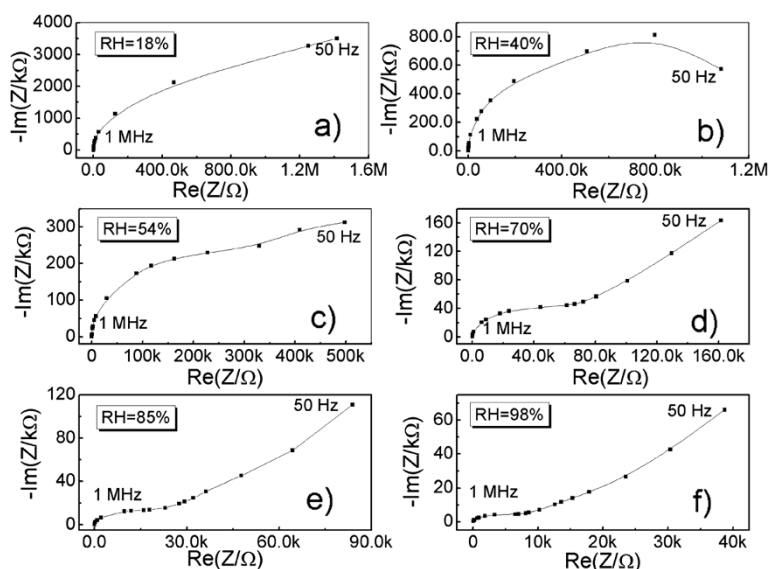 4000
3000
2000
1000
0
-Im(Z/kΩ)
RH=18%
50 Hz
1 MHz
a)
0.0 400.0k 800.0k 1.2M 1.6M
Re(Z/Ω)
800.0
600.0
400.0
200.0
0.0
-Im(Z/kΩ)
RH=40%
50 Hz
1 MHz
b)
0.0 400.0k 800.0k 1.2M
Re(Z/Ω)
300
200
100
0
-Im(Z/kΩ)
RH=54%
50 Hz
1 MHz
c)
0 100k 200k 300k 400k 500k
Re(Z/Ω)
160
120
80
40
0
-Im(Z/kΩ)
RH=70%
50 Hz
1 MHz
d)
0.0 40.0k 80.0k 120.0k 160.0k
Re(Z/Ω)
120
80
40
0
-Im(Z/kΩ)
RH=85%
50 Hz
1 MHz
e)
0.0 30.0k 60.0k 90.0k
Re(Z/Ω)
60
40
20
0
-Im(Z/kΩ)
RH=98%
50 Hz
1 MHz
f)
0 10k 20k 30k 40k
Re(Z/Ω)